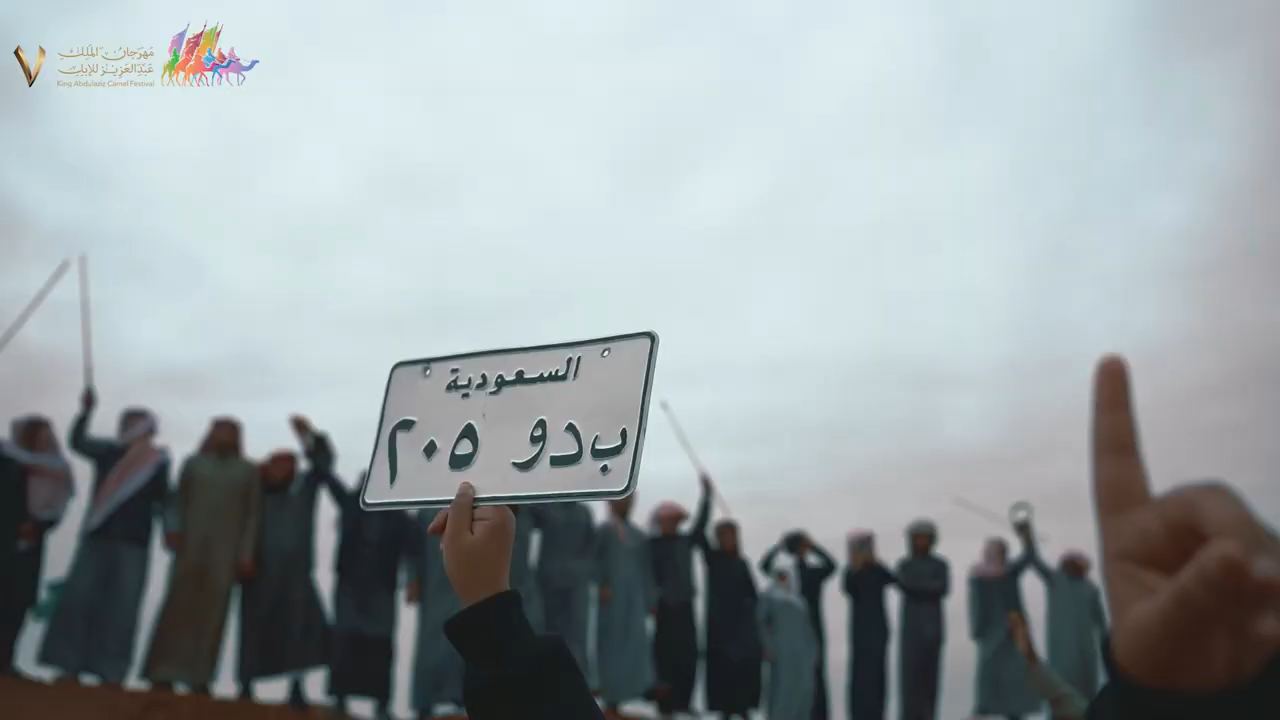 مهرجان الملك
عبدالعزيز للإبل
King Abdulaziz Camel Festival
السعودية
ب د و ٢٠٥